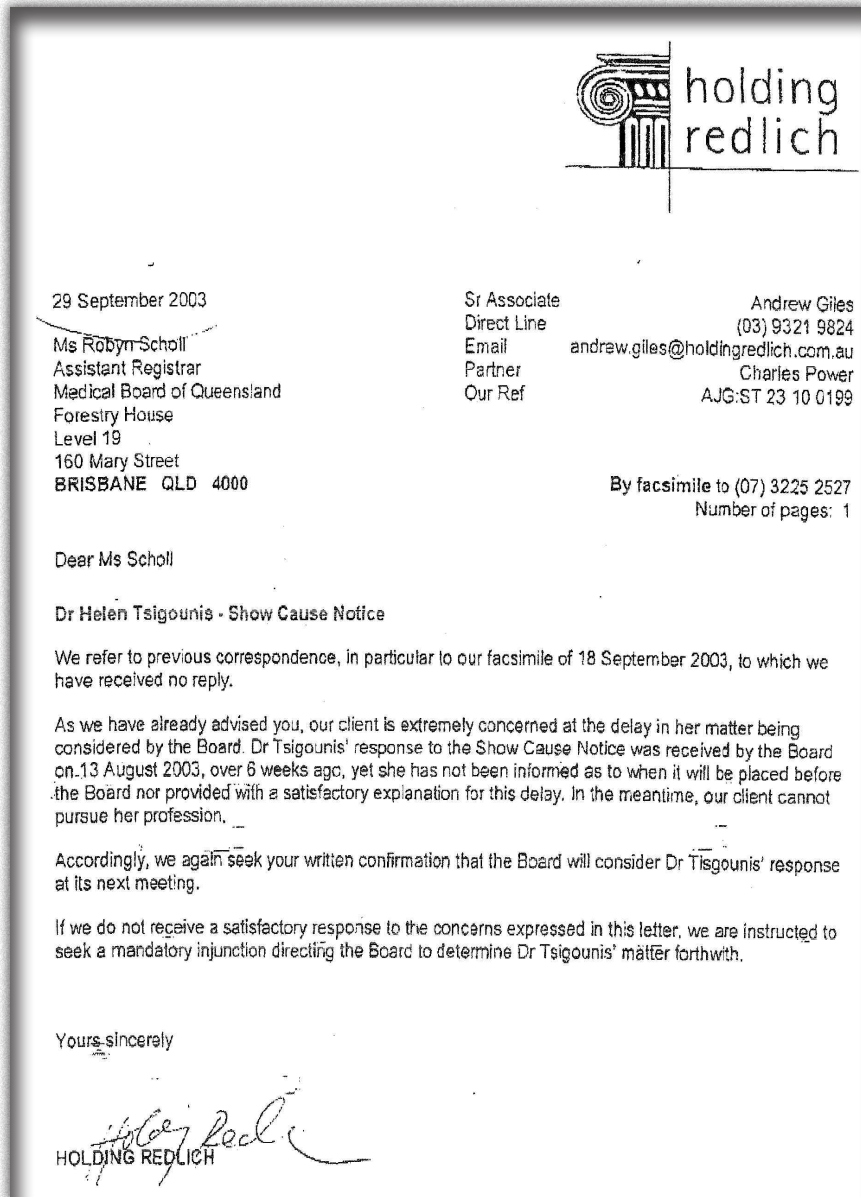 holding
redlich
29 September 2003
Ms Robyn Scholl
Assistant Registrar
Medical Board of Queensland
Forestry House
Level 19
160 Mary Street
BRISBANE QLD 4000
Sr Associate Andrew Giles
Direct Line (03) 9321 9824
Email andrew.giles@holdingredlich.com.au
Partner Charles Power
Our Ref AJG:ST 23 10 0199
By facsimile to (07) 3225 2527
Number of pages: 1
Dear Ms Scholl
Dr Helen Tsigounis - Show Cause Notice
We refer to previous correspondence, in particular to our facsimile of 18 September 2003, to which we
have received no reply.
As we have already advised you, our client is extremely concerned at the delay in her matter being
considered by the Board. Dr Tsigounis' response to the Show Cause Notice was received by the Board
on 13 August 2003, over 6 weeks ago, yet she has not been informed as to when it will be placed before
the Board nor provided with a satisfactory explanation for this delay. In the meantime, our client cannot
pursue her profession.
Accordingly, we again seek your written confirmation that the Board will consider Dr Tisgounis' response
at its next meeting.
If we do not receive a satisfactory response to the concerns expressed in this letter, we are instructed to
seek a mandatory injunction directing the Board to determine Dr Tsigounis' matter forthwith.
Yours sincerely
Holding Redlich
HOLDING REDLICH